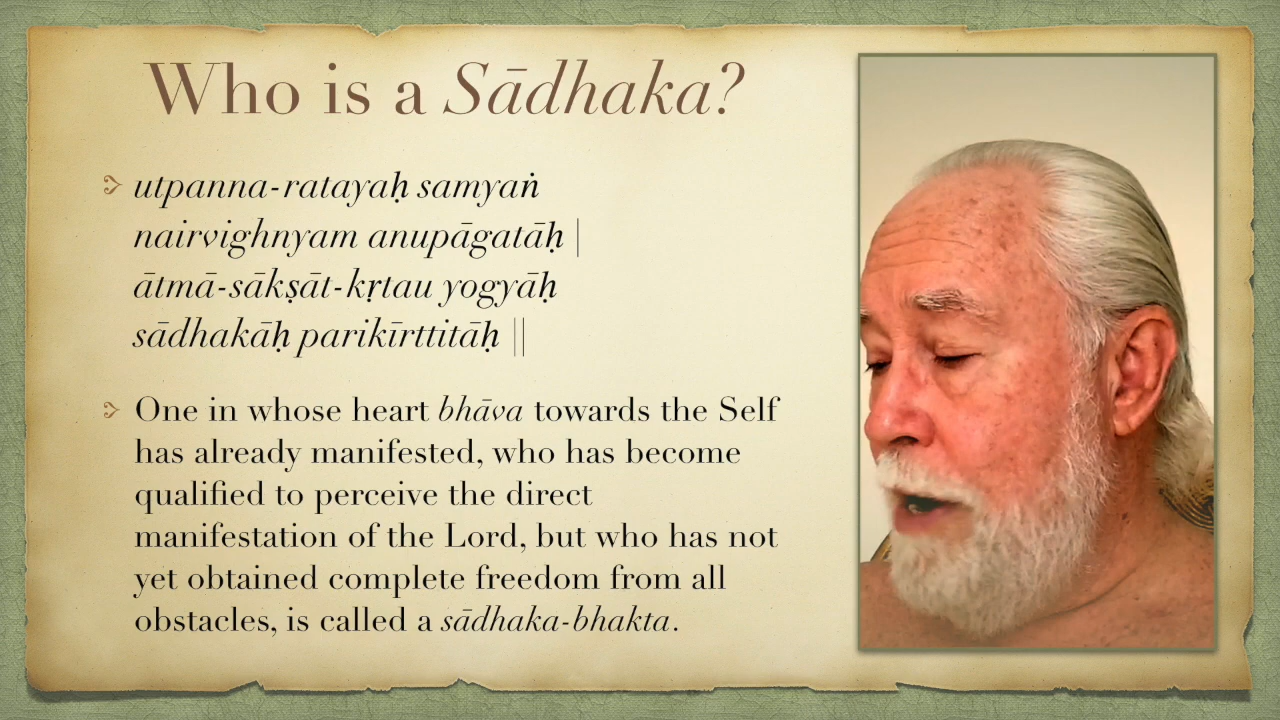 Who is a Sādhaka?
utpanna-ratayaḥ samyaṅ
nairvighnyam anupāgatāḥ |
ātmā-sākṣāt-kṛtau yogyāḥ
sādhakāḥ parikīrttitāḥ ||
One in whose heart bhāva towards the Self
has already manifested, who has become
qualified to perceive the direct
manifestation of the Lord, but who has not
yet obtained complete freedom from all
obstacles, is called a sādhaka-bhakta.